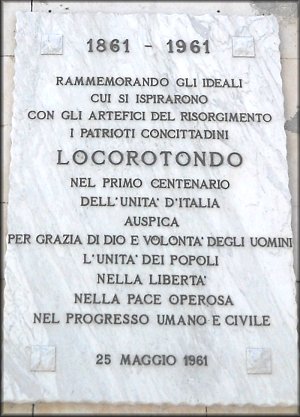 1861 - 1961
RAMMEMORANDO GLI IDEALI
CUI SI ISPIRARONO
CON GLI ARTEFICI DEL RISORGIMENTO
I PATRIOTI CONCITTADINI
LOCOROTONDO
NEL PRIMO CENTENARIO
DELL'UNITA' D'ITALIA
AUSPICA
PER GRAZIA DI DIO E VOLONTA' DEGLI UOMINI
L'UNITA' DEI POPOLI
NELLA LIBERTA'
NELLA PACE OPEROSA
NEL PROGRESSO UMANO E CIVILE
25 MAGGIO 1961